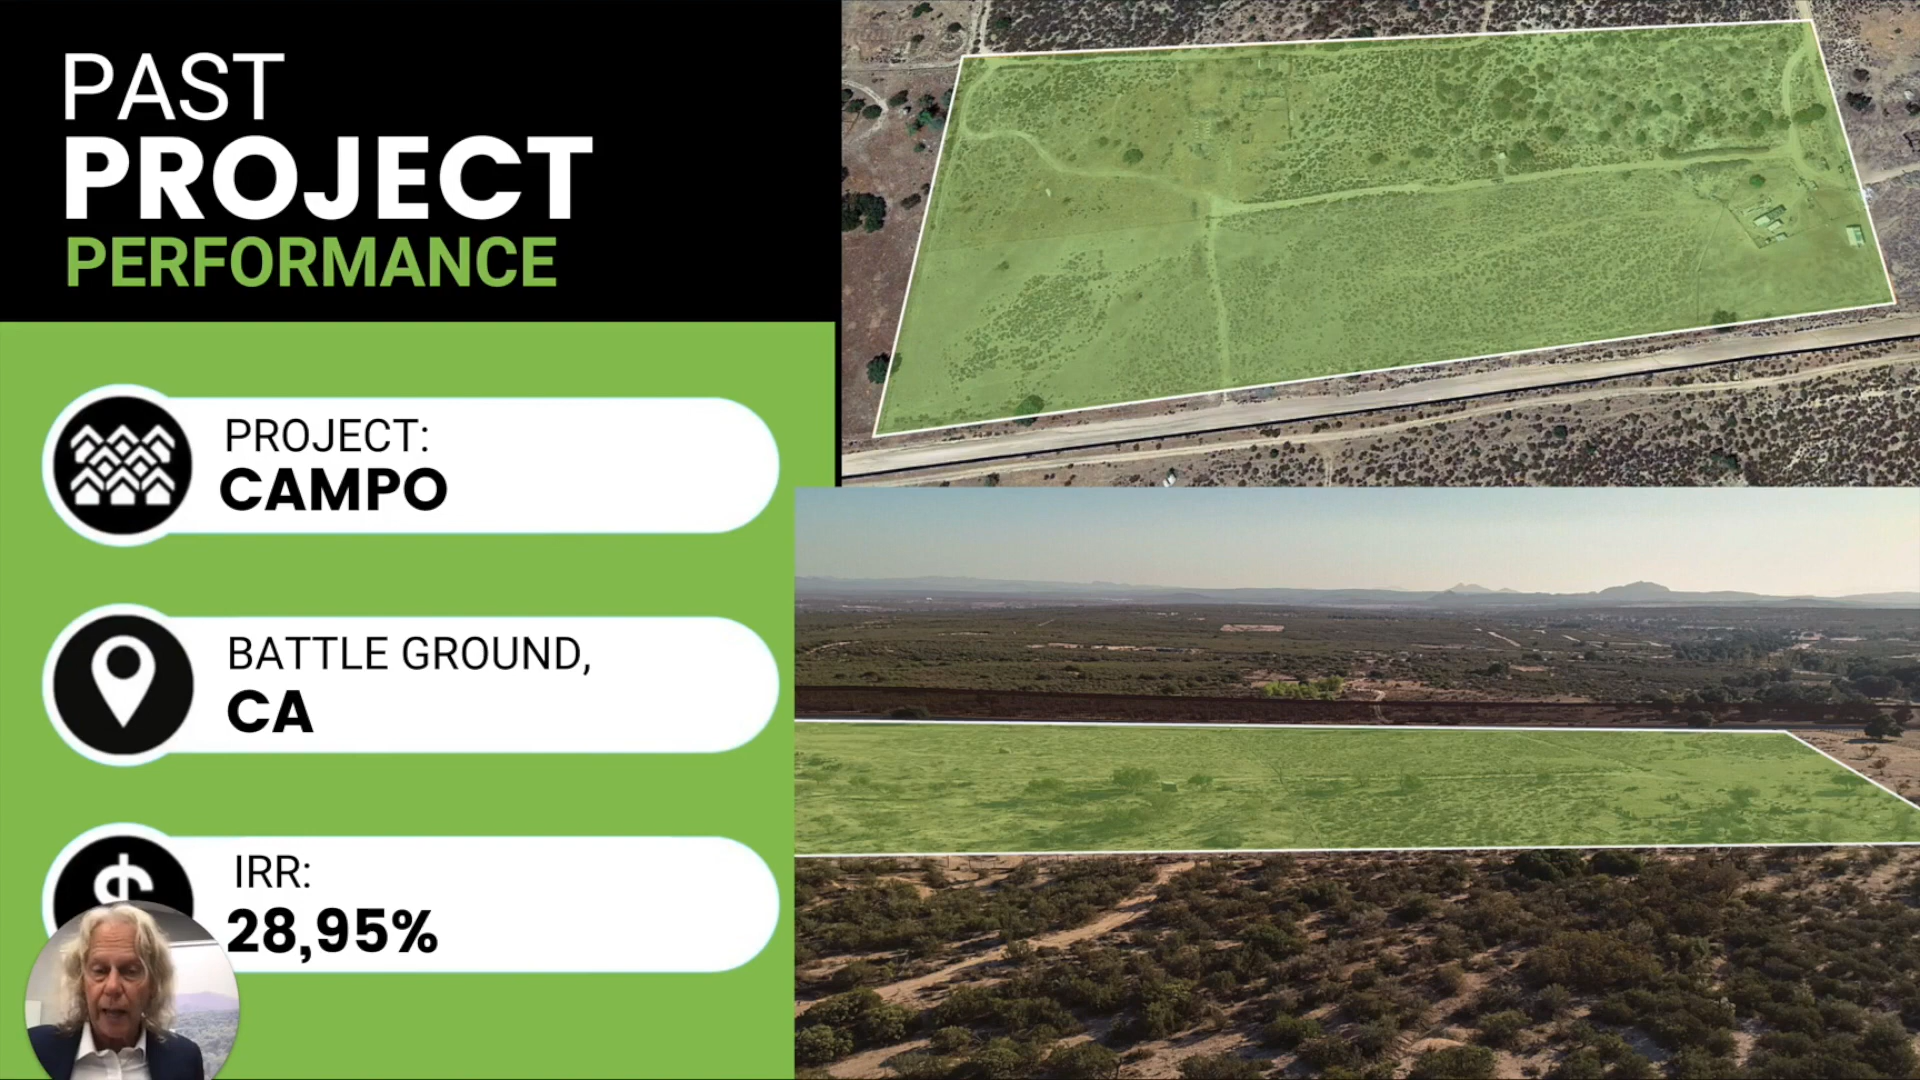 PAST
PROJECT
PERFORMANCE
PROJECT:
CAMPO
BATTLE GROUND,
CA
IRR:
28,95%